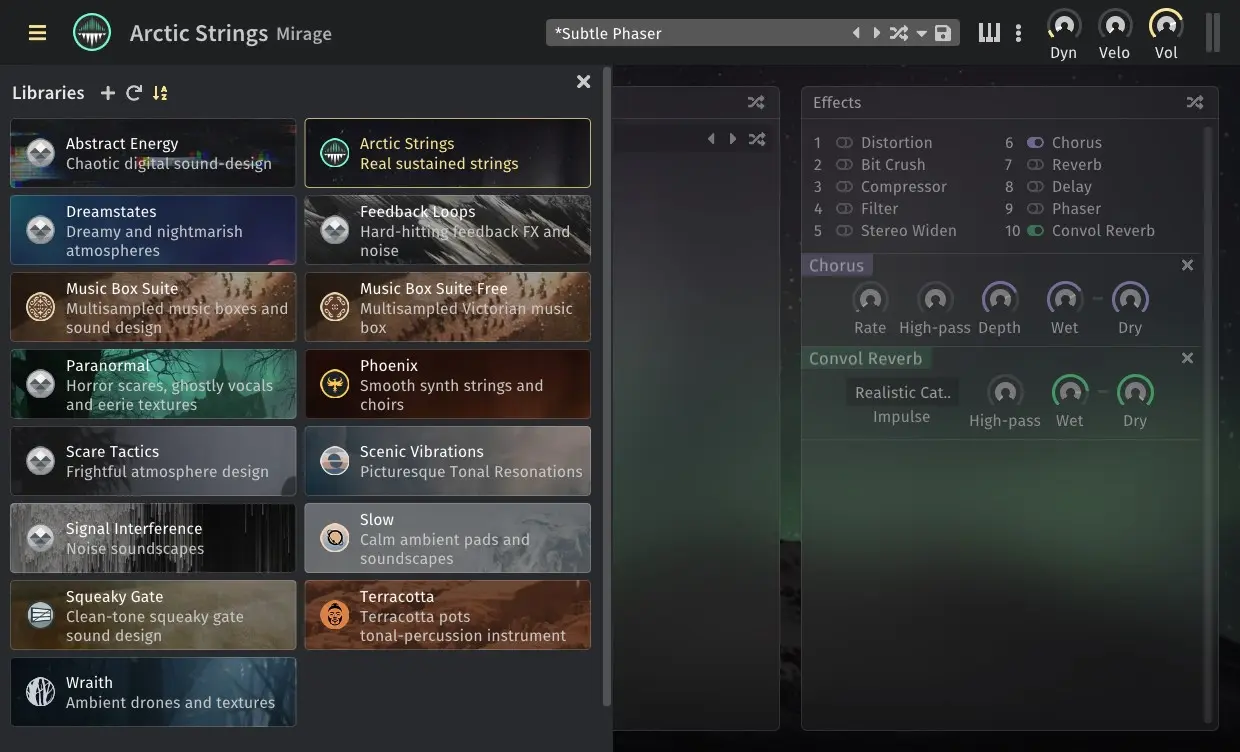 Arctic Strings Mirage
*Subtle Phaser
Dyn Velo Vol
Libraries
Abstract Energy
Chaotic digital sound-design
Arctic Strings
Real sustained strings
Dreamstates
Dreamy and nightmarish
atmospheres
Feedback Loops
Hard-hitting feedback FX and
noise
Music Box Suite
Multisampled music boxes and
sound design
Music Box Suite Free
Multisampled Victorian music
box
Paranormal
Horror scares, ghostly vocals
and eerie textures
Phoenix
Smooth synth strings and
choirs
Scare Tactics
Frightful atmosphere design
Scenic Vibrations
Picturesque Tonal Resonations
Signal Interference
Noise soundscapes
Slow
Calm ambient pads and
soundscapes
Squeaky Gate
Clean-tone squeaky gate
sound design
Terracotta
Terracotta pots
tonal-percussion instrument
Wraith
Ambient drones and textures
Effects
1 Distortion
2 Bit Crush
3 Compressor
4 Filter
5 Stereo Widen
6 Chorus
7 Reverb
8 Delay
9 Phaser
10 Convol Reverb
Chorus
Rate High-pass Depth Wet Dry
Convol Reverb
Realistic Cat..
Impulse High-pass Wet Dry